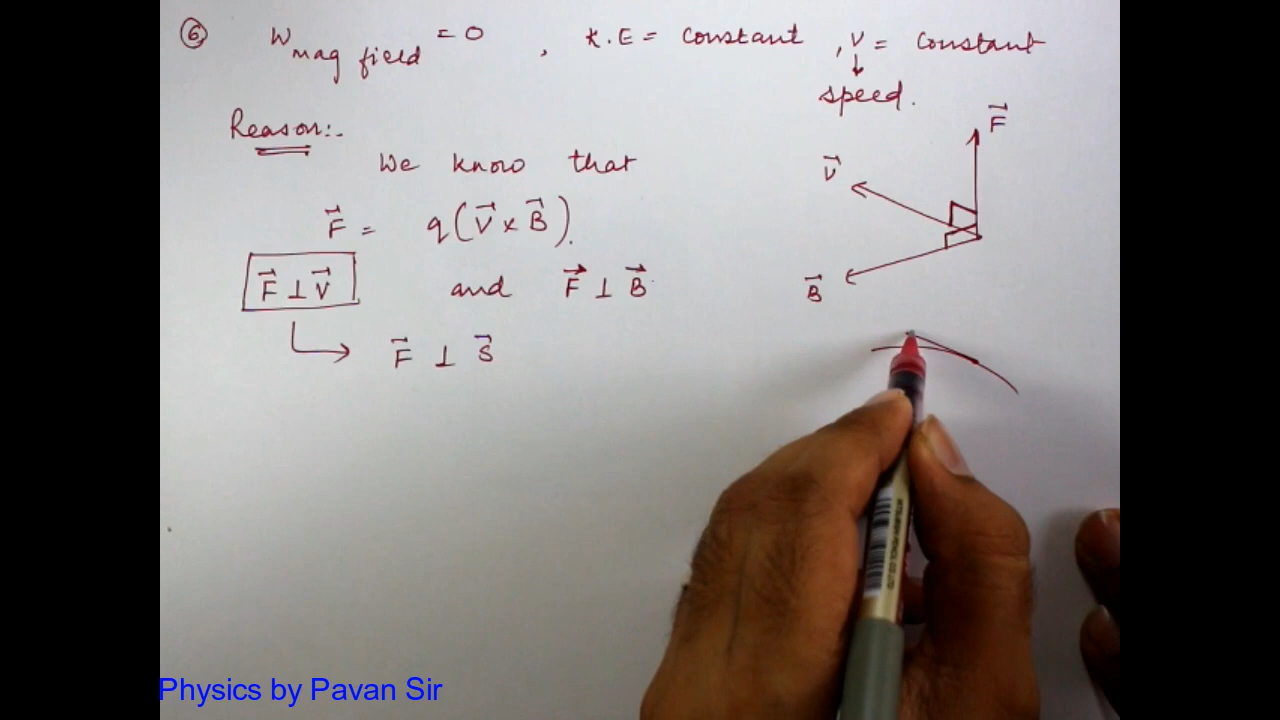 ⑥ W mag field = 0 , K.E = constant , V = constant
↓
speed.
Reason:-
We know that
F⃗ = q(V⃗ × B⃗).
F⃗ ⊥ V⃗ and F⃗ ⊥ B⃗
F⃗ ⊥ S⃗
F⃗
V⃗
B⃗
Physics by Pavan Sir